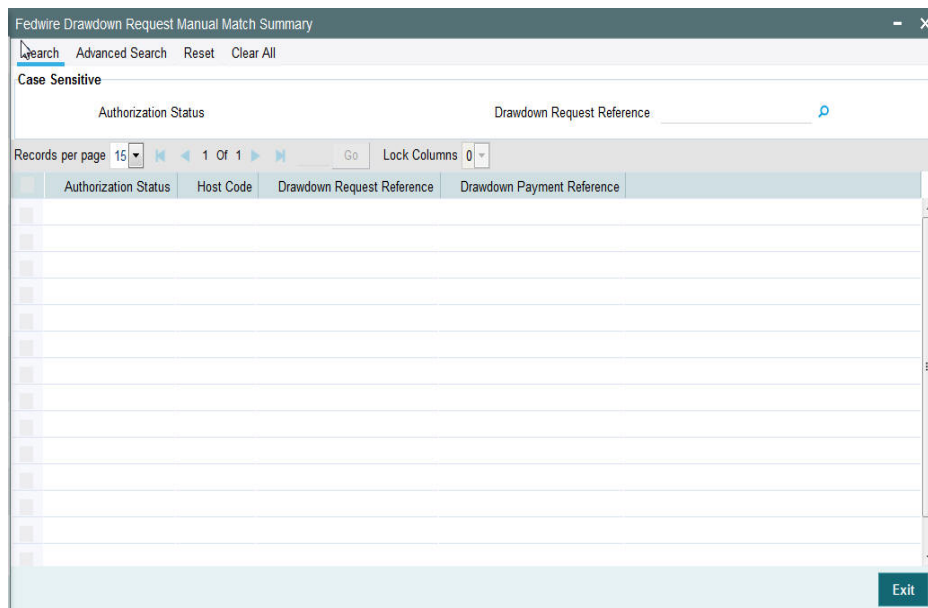 Fedwire Drawdown Request Manual Match Summary
Search Advanced Search Reset Clear All
Case Sensitive
Authorization Status Drawdown Request Reference
Records per page 15 1 Of 1 Go Lock Columns 0
Authorization Status Host Code Drawdown Request Reference Drawdown Payment Reference
Exit